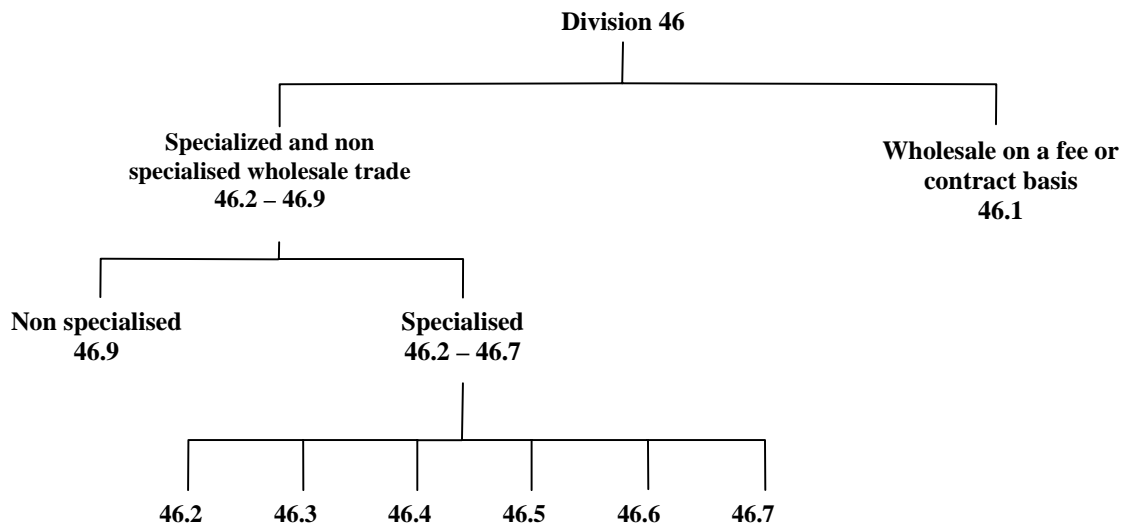 Division 46
Specialized and non
specialised wholesale trade
46.2 – 46.9
Wholesale on a fee or
contract basis
46.1
Non specialised
46.9
Specialised
46.2 – 46.7
46.2 46.3 46.4 46.5 46.6 46.7